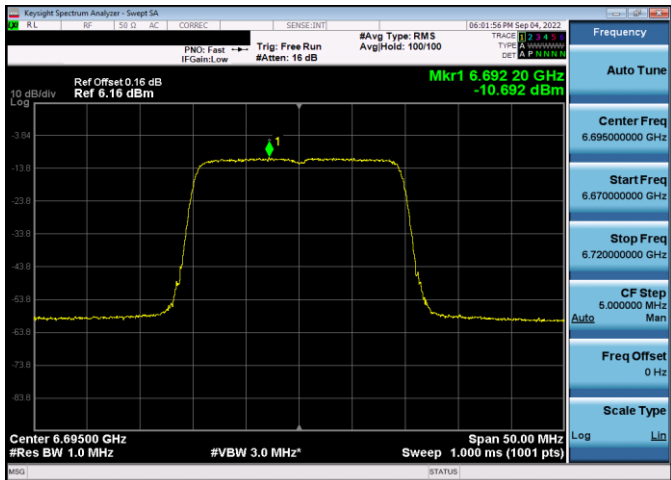 Keysight Spectrum Analyzer - Swept SA
RL RF 50 Ω AC CORREC SENSE:INT 06:01:56 PM Sep 04, 2022
PNO: Fast
IFGain:Low
Trig: Free Run
#Atten: 16 dB
#Avg Type: RMS
Avg|Hold: 100/100
TRACE 1 2 3 4 5 6
TYPE A WWWWW
DET A P N N N N
Frequency
Mkr1 6.692 20 GHz
-10.692 dBm
Ref Offset 0.16 dB
10 dB/div Ref 6.16 dBm
Log
1
-3.84
-13.8
-23.8
-33.8
-43.8
-53.8
-63.8
-73.8
-83.8
Center 6.69500 GHz Span 50.00 MHz
#Res BW 1.0 MHz #VBW 3.0 MHz* Sweep 1.000 ms (1001 pts)
MSG STATUS
Auto Tune
Center Freq
6.695000000 GHz
Start Freq
6.670000000 GHz
Stop Freq
6.720000000 GHz
CF Step
5.000000 MHz
Auto Man
Freq Offset
0 Hz
Scale Type
Log Lin